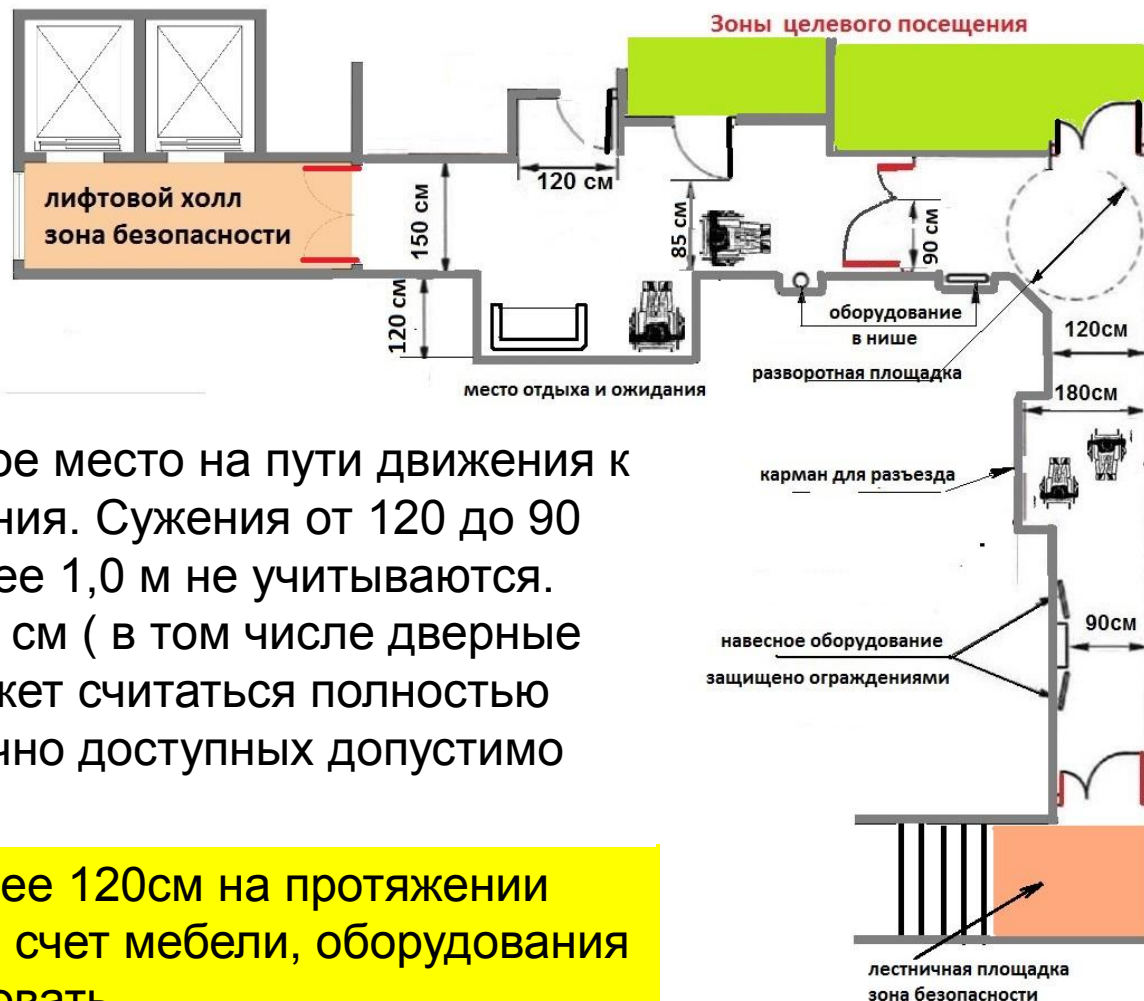 Зоны целевого посещения
лифтовой холл
зона безопасности
150 см
120 см
120 см
85 см
90 см
оборудование
в нише
разворотная площадка
место отдыха и ожидания
120см
180см
карман для разъезда
навесное оборудование
защищено ограждениями
90см
лестничная площадка
зона безопасности
ое место на пути движения к
ния. Сужения от 120 до 90
ее 1,0 м не учитываются.
см ( в том числе дверные
жет считаться полностью
чно доступных допустимо
ее 120см на протяжении
счет мебели, оборудования
овать